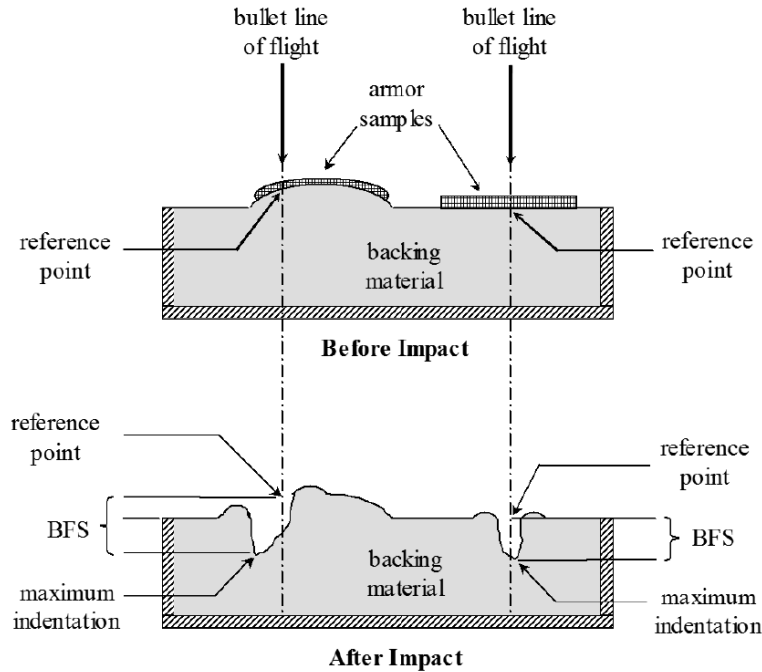 bullet line
of flight
bullet line
of flight
armor
samples
reference
point
backing
material
reference
point
Before Impact
reference
point
reference
point
BFS
BFS
backing
material
maximum
indentation
maximum
indentation
After Impact